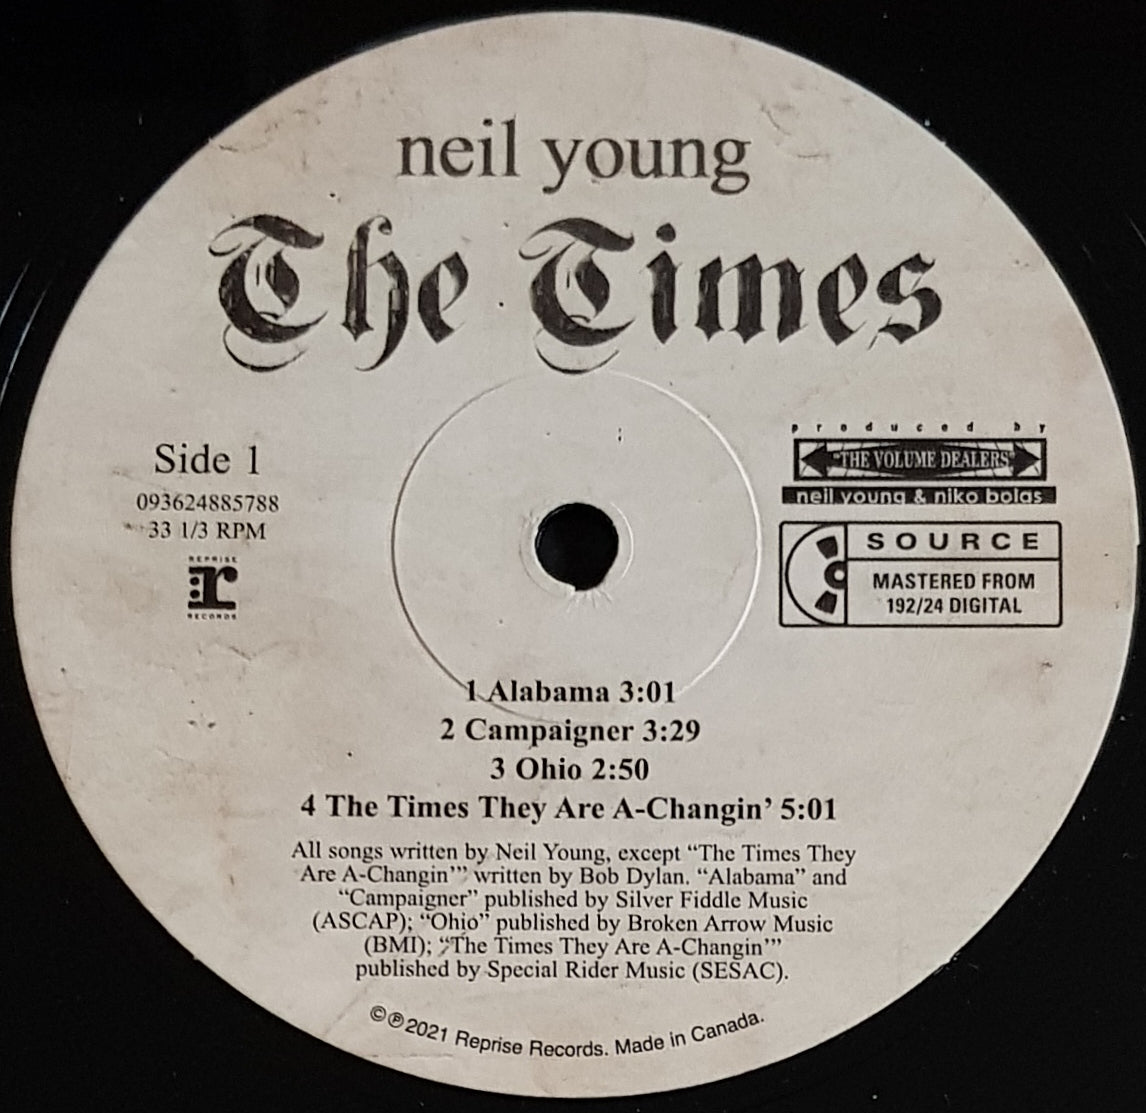 neil young
The Times
Side 1
093624885788
33 1/3 RPM
REPRISE
r
RECORDS
produced by
"THE VOLUME DEALERS"
neil young & niko bolas
SOURCE
MASTERED FROM
192/24 DIGITAL
1 Alabama 3:01
2 Campaigner 3:29
3 Ohio 2:50
4 The Times They Are A-Changin’ 5:01
All songs written by Neil Young, except “The Times They
Are A-Changin’” written by Bob Dylan. “Alabama” and
“Campaigner” published by Silver Fiddle Music
(ASCAP); “Ohio” published by Broken Arrow Music
(BMI); “The Times They Are A-Changin’”
published by Special Rider Music (SESAC).
©℗2021 Reprise Records. Made in Canada.